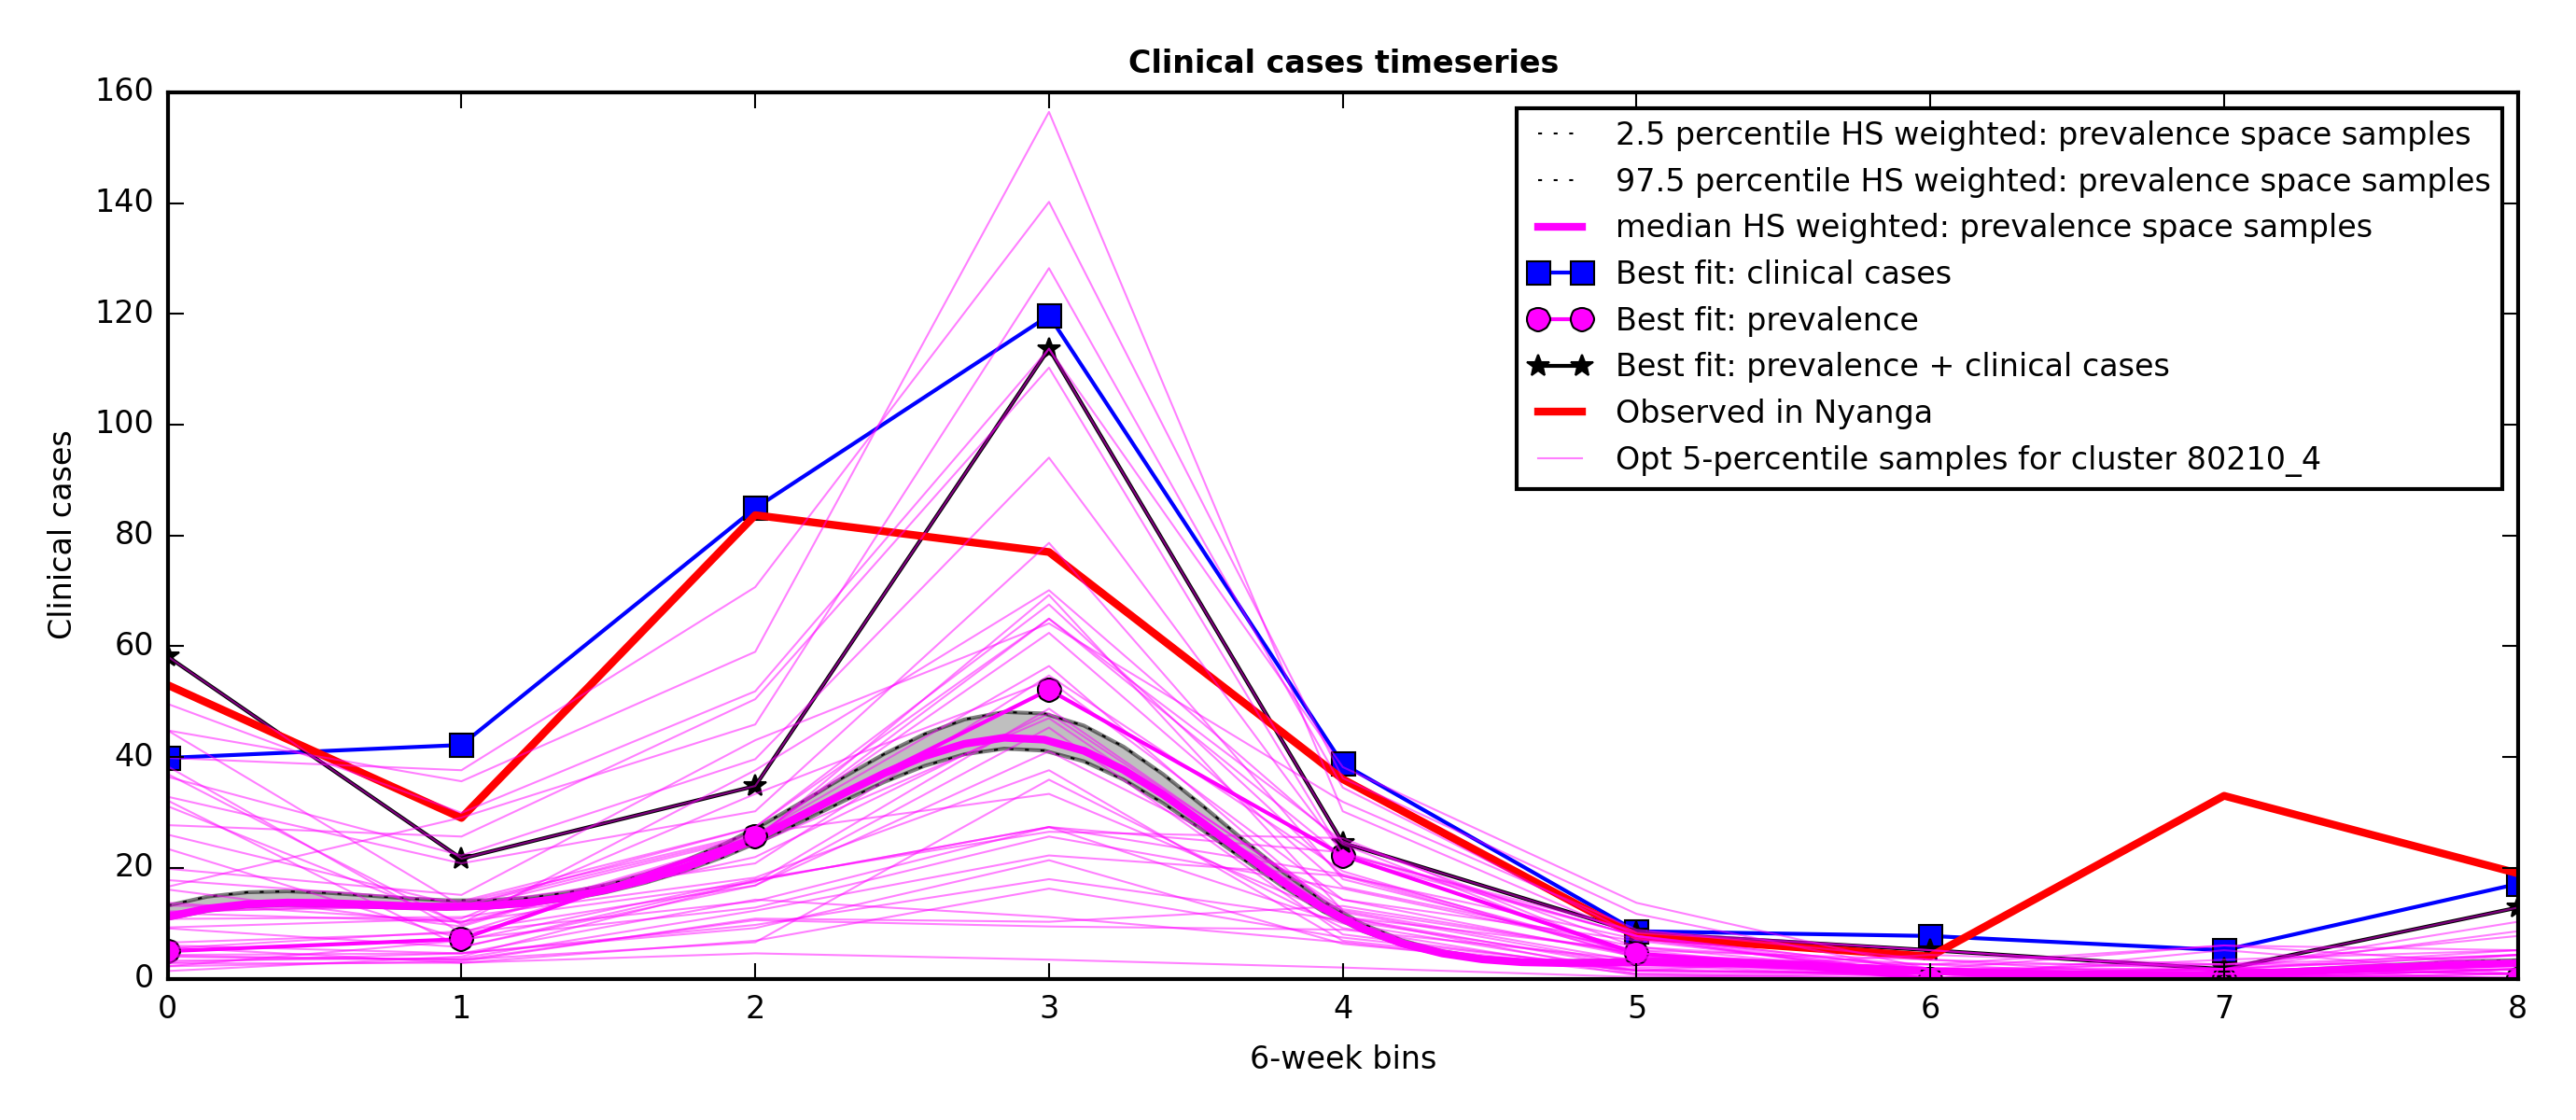 Clinical cases timeseries
160
140
120
100
80
60
40
20
0
Clinical cases
2.5 percentile HS weighted: prevalence space samples
97.5 percentile HS weighted: prevalence space samples
median HS weighted: prevalence space samples
Best fit: clinical cases
Best fit: prevalence
Best fit: prevalence + clinical cases
Observed in Nyanga
Opt 5-percentile samples for cluster 80210_4
0 1 2 3 4 5 6 7 8
6-week bins